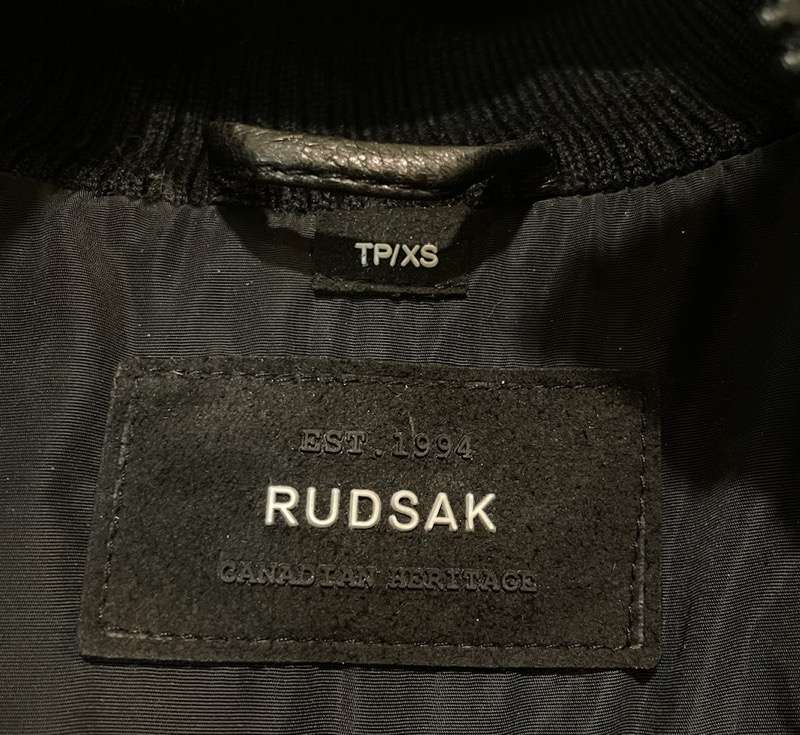 TP/XS
EST. 1994
RUDSAK
CANADIAN HERITAGE